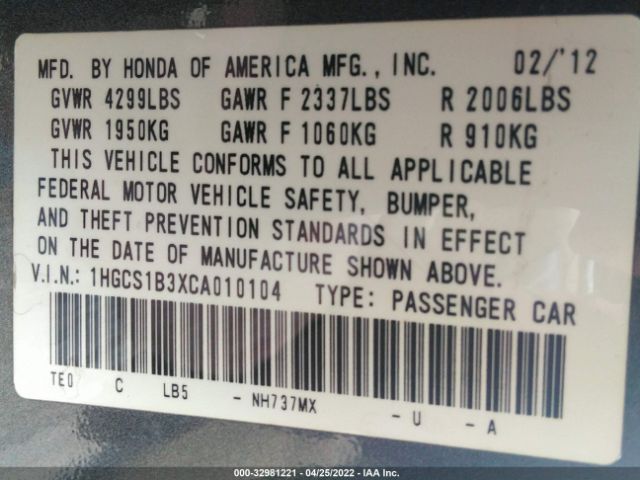 MFD. BY HONDA OF AMERICA MFG., INC. 02/'12
GVWR 4299LBS GAWR F 2337LBS R 2006LBS
GVWR 1950KG GAWR F 1060KG R 910KG
THIS VEHICLE CONFORMS TO ALL APPLICABLE
FEDERAL MOTOR VEHICLE SAFETY, BUMPER,
AND THEFT PREVENTION STANDARDS IN EFFECT
ON THE DATE OF MANUFACTURE SHOWN ABOVE.
V.I.N.: 1HGCS1B3XCA010104 TYPE: PASSENGER CAR
TE0 C LB5 - NH737MX - U - A
000-32981221 - 04/25/2022 - IAA Inc.